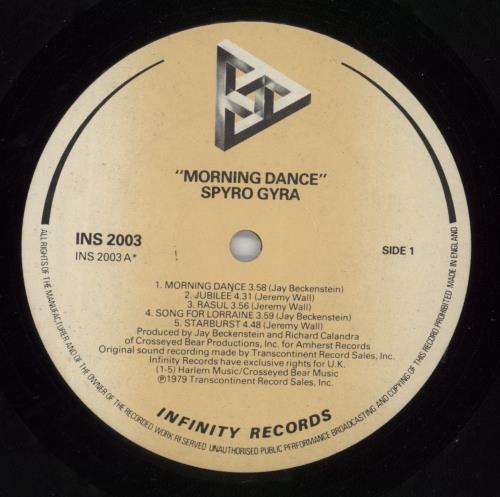 "MORNING DANCE"
SPYRO GYRA
INS 2003
INS 2003 A*
SIDE 1
1. MORNING DANCE 3.58 (Jay Beckenstein)
2. JUBILEE 4.31 (Jeremy Wall)
3. RASUL 3.56 (Jeremy Wall)
4. SONG FOR LORRAINE 3.59 (Jay Beckenstein)
5. STARBURST 4.48 (Jeremy Wall)
Produced by Jay Beckenstein and Richard Calandra
of Crosseyed Bear Productions, Inc. for Amherst Records
Original sound recording made by Transcontinent Record Sales, Inc.
Infinity Records have exclusive rights for U.K.
(1-5) Harlem Music/Crosseyed Bear Music
℗1979 Transcontinent Record Sales, Inc.
INFINITY RECORDS
ALL RIGHTS OF THE MANUFACTURER AND OF THE OWNER OF THE RECORDED WORK RESERVED UNAUTHORISED PUBLIC PERFORMANCE BROADCASTING AND COPYING OF THIS RECORD PROHIBITED MADE IN ENGLAND